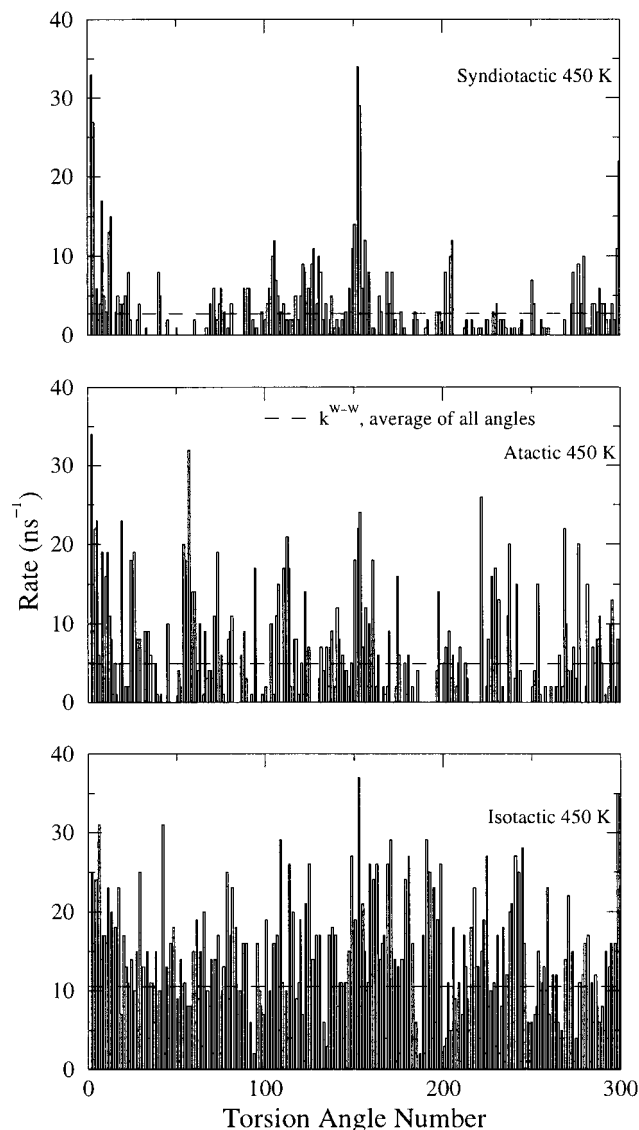 40
Syndiotactic 450 K
30
20
10
0
40
k^w-w, average of all angles
Atactic 450 K
30
20
10
0
Rate (ns⁻¹)
40
Isotactic 450 K
30
20
10
0
0 100 200 300
Torsion Angle Number